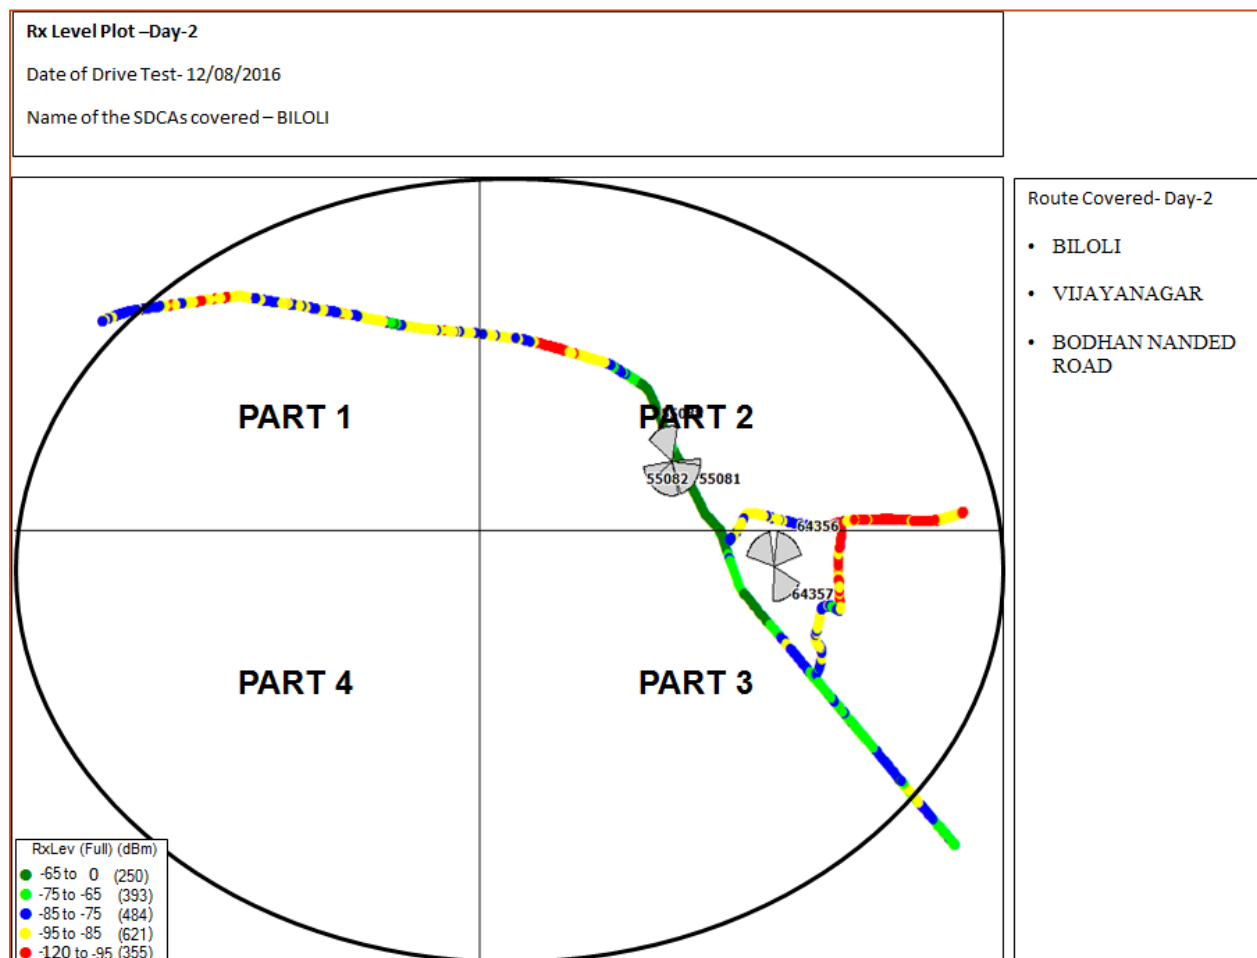 Rx Level Plot –Day-2
Date of Drive Test- 12/08/2016
Name of the SDCAs covered – BILOLI
Route Covered- Day-2
• BILOLI
• VIJAYANAGAR
• BODHAN NANDED
ROAD
PART 1
PART 2
55082
55081
64356
64357
PART 4
PART 3
RxLev (Full) (dBm)
-65 to 0 (250)
-75 to -65 (393)
-85 to -75 (484)
-95 to -85 (621)
-120 to -95 (355)